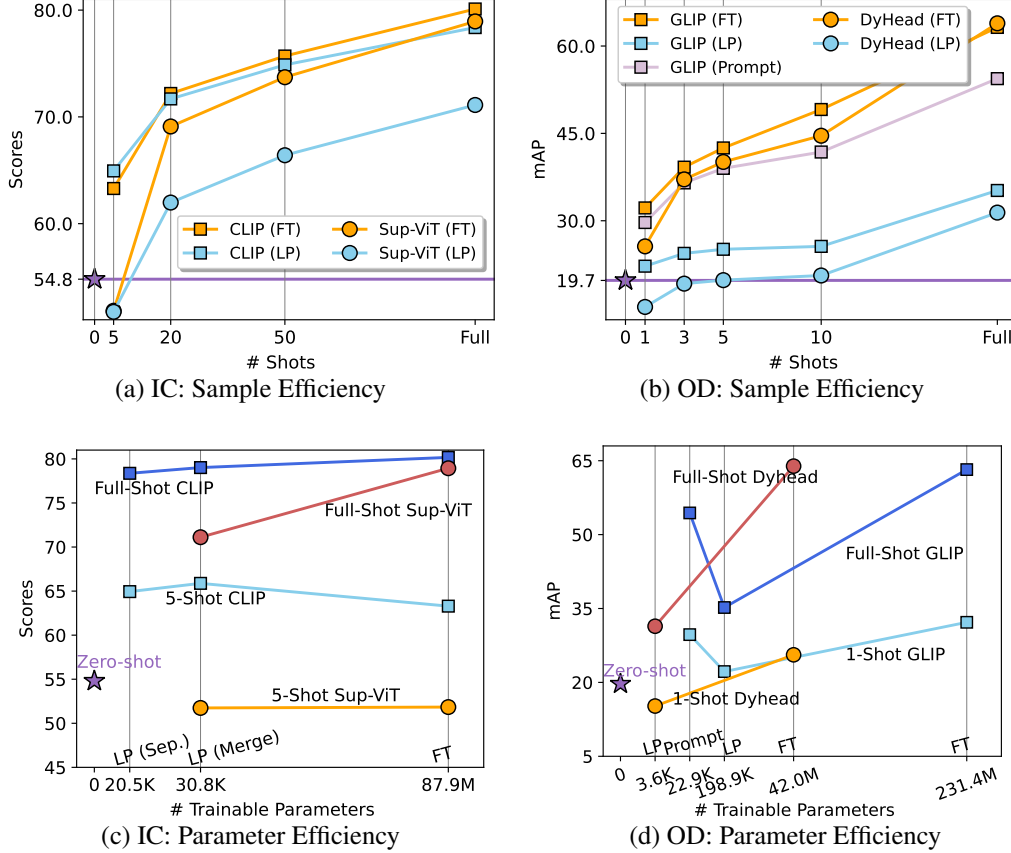 80.0
70.0
60.0
54.8
Scores
CLIP (FT)
CLIP (LP)
Sup-ViT (FT)
Sup-ViT (LP)
0 5 20 50 Full
# Shots
(a) IC: Sample Efficiency
60.0
45.0
30.0
19.7
mAP
GLIP (FT)
GLIP (LP)
GLIP (Prompt)
DyHead (FT)
DyHead (LP)
0 1 3 5 10 Full
# Shots
(b) OD: Sample Efficiency
80
75
70
65
60
55
50
45
Scores
Full-Shot CLIP
Full-Shot Sup-ViT
5-Shot CLIP
Zero-shot
5-Shot Sup-ViT
LP (Sep.)
LP (Merge)
FT
0 20.5K 30.8K 87.9M
# Trainable Parameters
(c) IC: Parameter Efficiency
65
50
35
20
5
mAP
Full-Shot Dyhead
Full-Shot GLIP
1-Shot GLIP
Zero-shot
1-Shot Dyhead
LP
Prompt
LP
FT
FT
0 3.6K 22.9K 198.9K 42.0M 231.4M
# Trainable Parameters
(d) OD: Parameter Efficiency